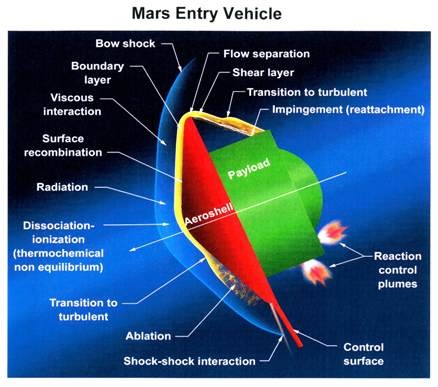 Mars Entry Vehicle
Bow shock
Flow separation
Boundary
layer
Shear layer
Transition to turbulent
Viscous
interaction
Impingement (reattachment)
Surface
recombination
Payload
Radiation
Aeroshell
Dissociation-
ionization
(thermochemical
non equilibrium)
Reaction
control
plumes
Transition to
turbulent
Ablation
Control
surface
Shock-shock interaction